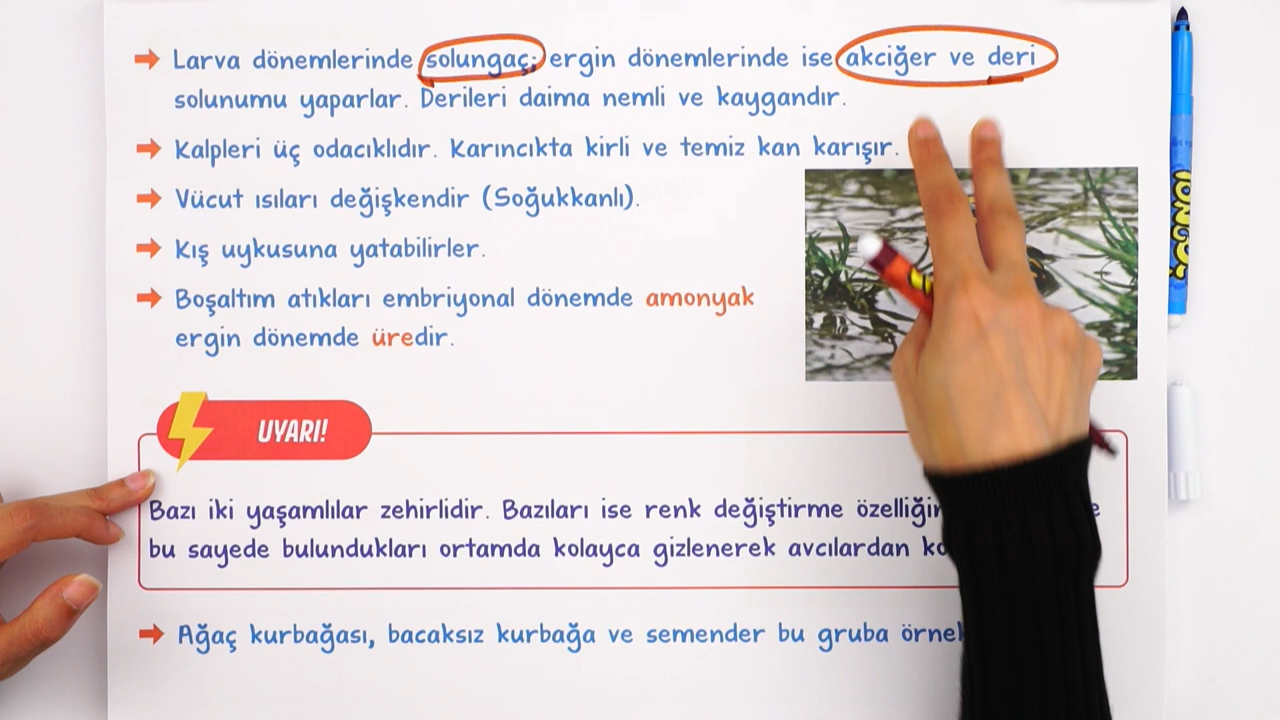 Larva dönemlerinde solungaç; ergin dönemlerinde ise akciğer ve deri
solunumu yaparlar. Derileri daima nemli ve kaygandır.
Kalpleri üç odacıklıdır. Karıncıkta kirli ve temiz kan karışır.
Vücut ısıları değişkendir (Soğukkanlı).
Kış uykusuna yatabilirler.
Boşaltım atıkları embriyonal dönemde amonyak
ergin dönemde üredir.
UYARI!
Bazı iki yaşamlılar zehirlidir. Bazıları ise renk değiştirme
bu sayede bulundukları ortamda kolayca gizlenerek avcılardan
Ağaç kurbağası, bacaksız kurbağa ve semender bu gruba